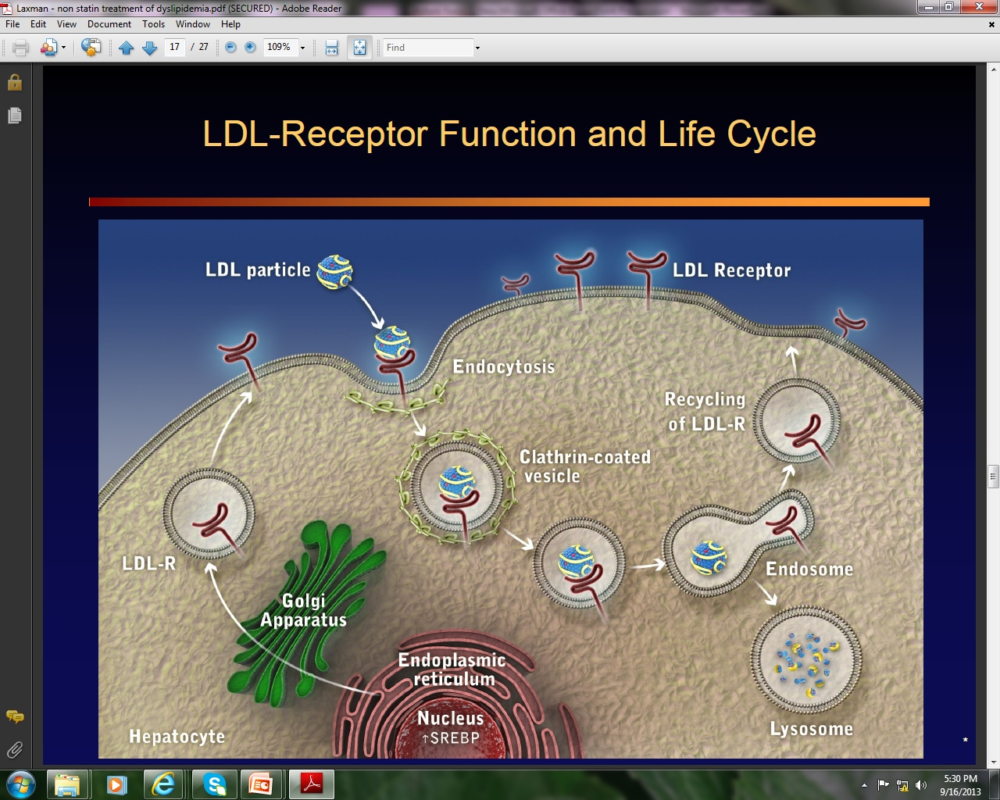 Laxman - non statin treatment of dyslipidemia.pdf (SECURED) - Adobe Reader
File Edit View Document Tools Window Help
17 / 27 109% Find
LDL-Receptor Function and Life Cycle
LDL particle
LDL Receptor
Endocytosis
Recycling
of LDL-R
Clathrin-coated
vesicle
LDL-R
Endosome
Golgi
Apparatus
Endoplasmic
reticulum
Nucleus
↑SREBP
Lysosome
Hepatocyte
*
5:30 PM
9/16/2013